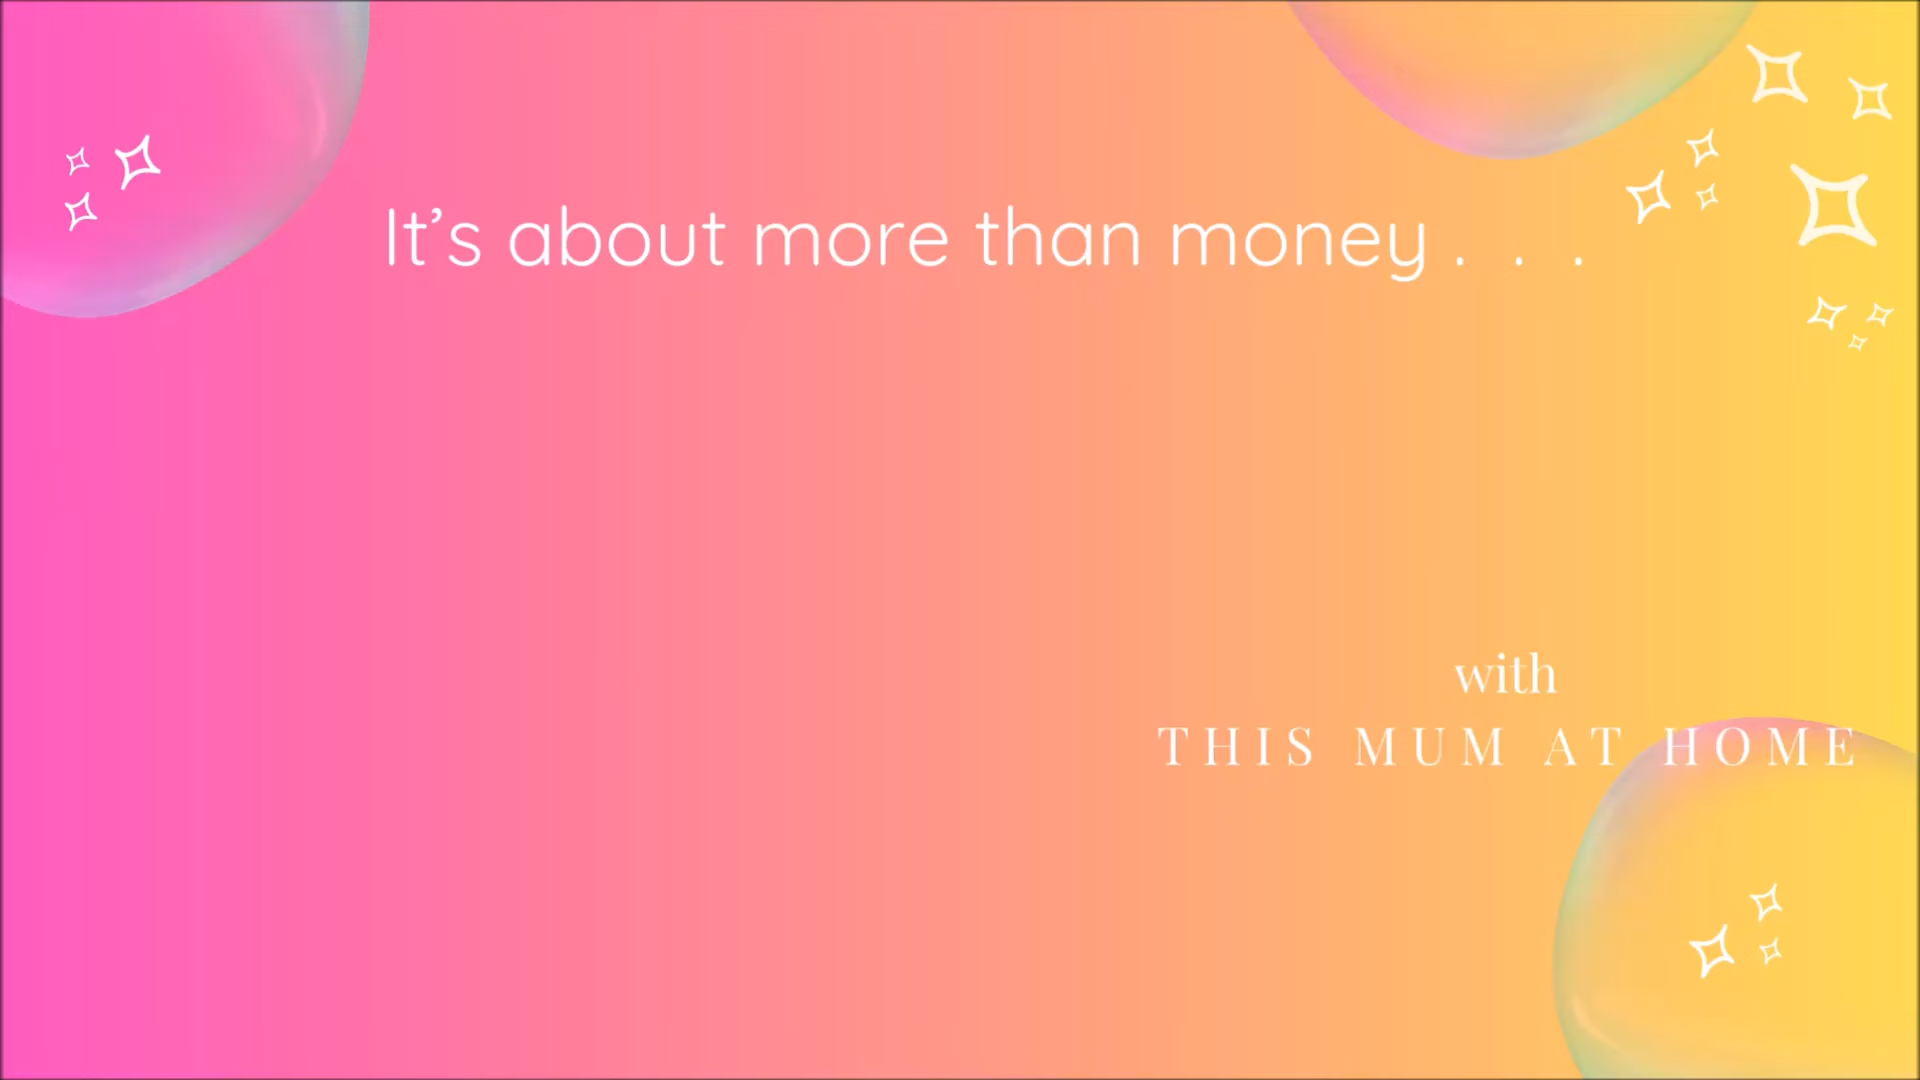 It’s about more than money . . .
with
THIS MUM AT HOME